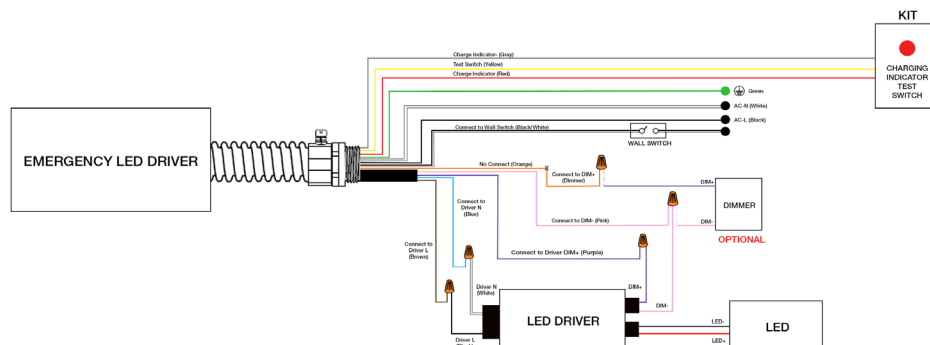 KIT
CHARGING
INDICATOR
TEST
SWITCH
Charge Indicator- (Gray)
Test Switch (Yellow)
Charge Indicator (Red)
Green
AC-N (White)
AC-L (Black)
Connect to Wall Switch (Black/White)
WALL SWITCH
EMERGENCY LED DRIVER
No Connect (Orange)
x
Connect to DIM+
(Dimmer)
DIM+
DIMMER
DIM-
OPTIONAL
Connect to
Driver N
(Blue)
Connect to DIM- (Pink)
Connect to
Driver L
(Brown)
Connect to Driver DIM+ (Purple)
Driver N
(White)
DIM+
DIM-
LED DRIVER
LED-
LED+
LED
Driver L